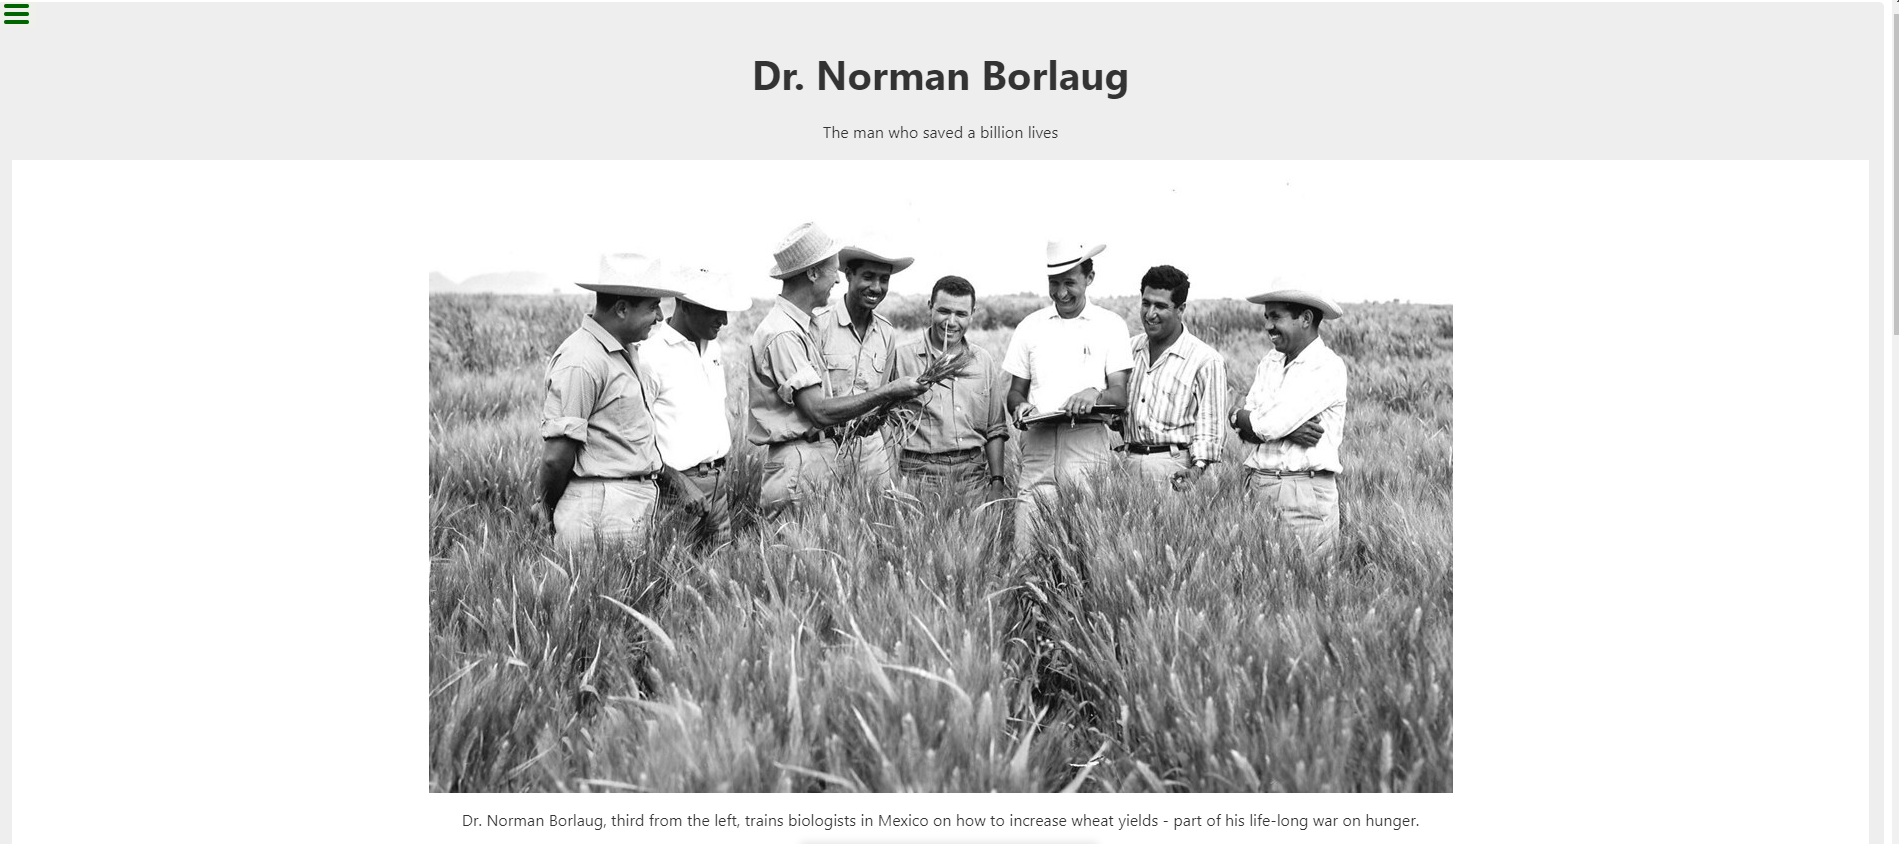 Dr. Norman Borlaug
The man who saved a billion lives
Dr. Norman Borlaug, third from the left, trains biologists in Mexico on how to increase wheat yields - part of his life-long war on hunger.